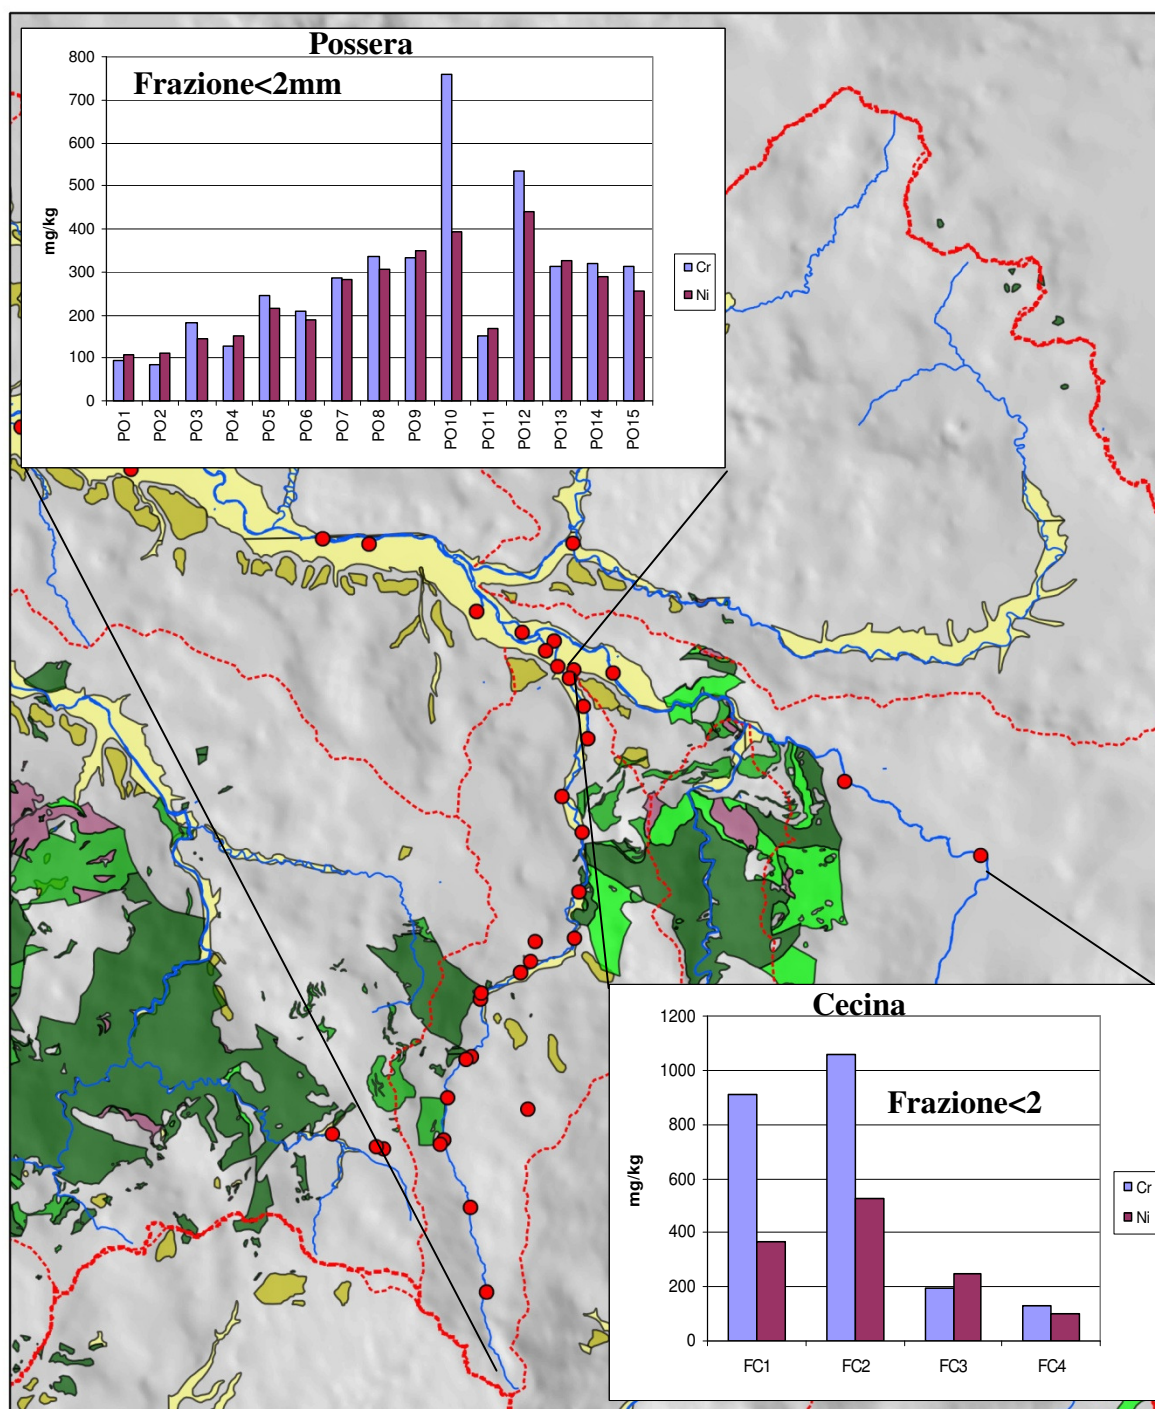 Possera
Frazione<2mm
mg/kg
800
700
600
500
400
300
200
100
0
PO1
PO2
PO3
PO4
PO5
PO6
PO7
PO8
PO9
PO10
PO11
PO12
PO13
PO14
PO15
Cr
Ni
Cecina
Frazione<2
mg/kg
1200
1000
800
600
400
200
0
FC1
FC2
FC3
FC4
Cr
Ni